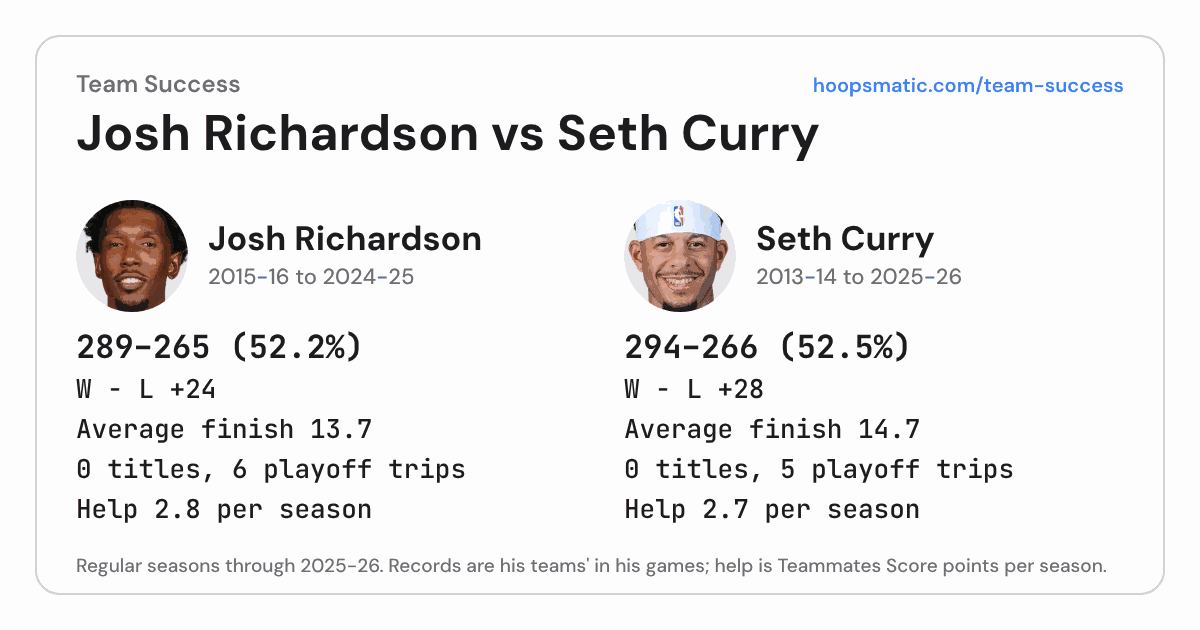 Team Success
hoopsmatic.com/team-success
Josh Richardson vs Seth Curry
Josh Richardson
2015-16 to 2024-25
289-265 (52.2%)
W - L +24
Average finish 13.7
0 titles, 6 playoff trips
Help 2.8 per season
Seth Curry
2013-14 to 2025-26
294-266 (52.5%)
W - L +28
Average finish 14.7
0 titles, 5 playoff trips
Help 2.7 per season
Regular seasons through 2025-26. Records are his teams' in his games; help is Teammates Score points per season.